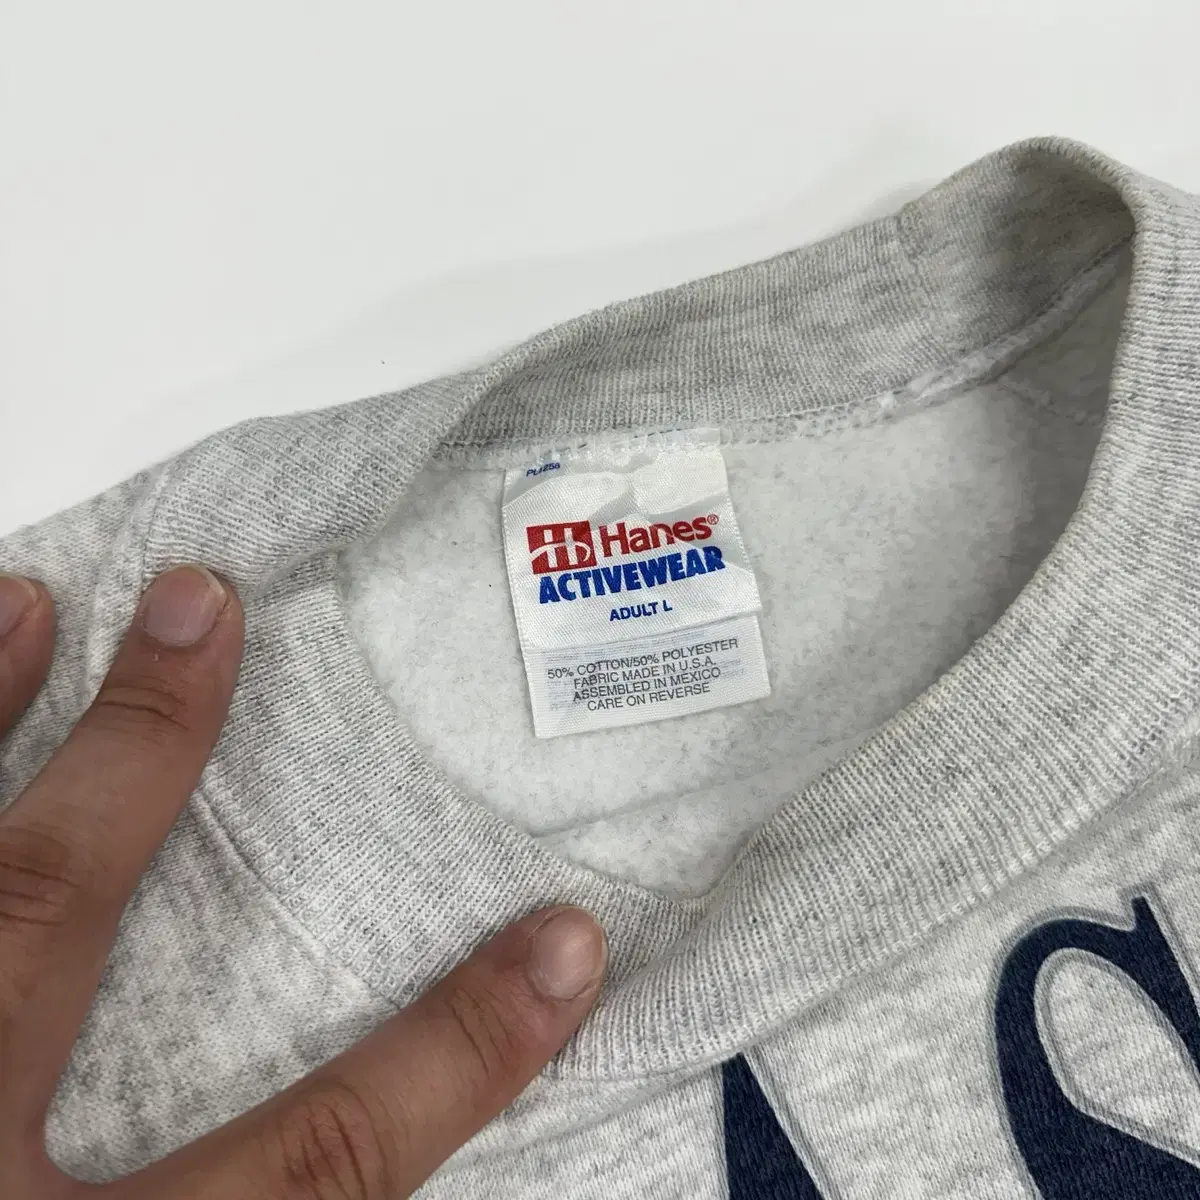 Hanes®
ACTIVEWEAR
ADULT L
50% COTTON/50% POLYESTER
FABRIC MADE IN U.S.A.
ASSEMBLED IN MEXICO
CARE ON REVERSE